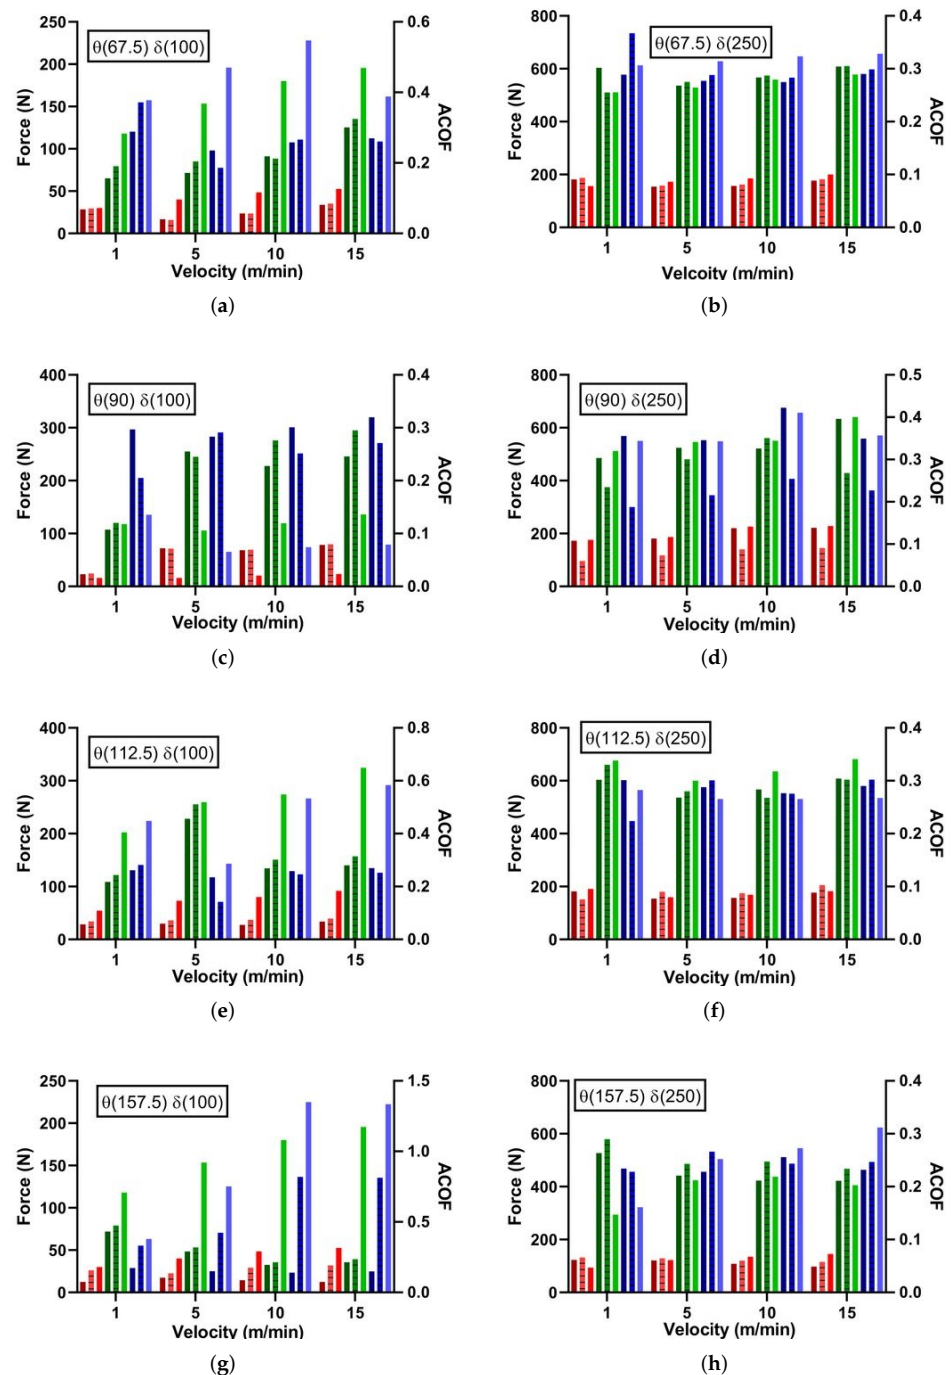 θ(67.5) δ(100)
Force (N)
250
200
150
100
50
0
0.6
0.4
0.2
0.0
ACOF
1 5 10 15
Velocity (m/min)
(a)
θ(67.5) δ(250)
Force (N)
800
600
400
200
0
0.4
0.3
0.2
0.1
0.0
ACOF
1 5 10 15
Velcoity (m/min)
(b)
θ(90) δ(100)
Force (N)
400
300
200
100
0
0.4
0.3
0.2
0.1
0.0
ACOF
1 5 10 15
Velocity (m/min)
(c)
θ(90) δ(250)
Force (N)
800
600
400
200
0
0.5
0.4
0.3
0.2
0.1
0.0
ACOF
1 5 10 15
Velocity (m/min)
(d)
θ(112.5) δ(100)
Force (N)
400
300
200
100
0
0.8
0.6
0.4
0.2
0.0
ACOF
1 5 10 15
Velocity (m/min)
(e)
θ(112.5) δ(250)
Force (N)
800
600
400
200
0
0.4
0.3
0.2
0.1
0.0
ACOF
1 5 10 15
Velocity (m/min)
(f)
θ(157.5) δ(100)
Force (N)
250
200
150
100
50
0
1.5
1.0
0.5
0.0
ACOF
1 5 10 15
Velocity (m/min)
(g)
θ(157.5) δ(250)
Force (N)
800
600
400
200
0
0.4
0.3
0.2
0.1
0.0
ACOF
1 5 10 15
Velocity (m/min)
(h)